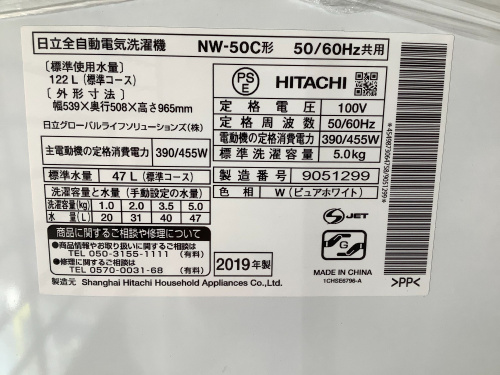 日立全自動電気洗濯機 NW-50C形 50/60Hz共用
〔標準使用水量〕
122L(標準コース)
〔外形寸法〕
幅539×奥行508×高さ965mm
日立グローバルライフソリューションズ(株)
主電動機の定格消費電力 390/455W
標準水量 47L(標準コース)
洗濯容量と水量(手動設定の水量)
洗濯容量(kg) 1.0 2.0 3.5 5.0
水量(L) 20 31 40 47
商品に関するご相談や修理について
●商品情報やお取り扱いに関するご相談
TEL 050-3155-1111 (有料)
●修理に関するご相談
TEL 0570-0031-68 (有料)
2019年製
製造元 Shanghai Hitachi Household Appliances Co.,Ltd.
PS
E
HITACHI
定格電圧 100V
定格周波数 50/60Hz
電動機の定格消費電力 390/455W
標準洗濯容量 5.0kg
製造番号 9051299
色相 W(ピュアホワイト)
S-JET
G
MADE IN CHINA
1CHSE6796-A
>PP<